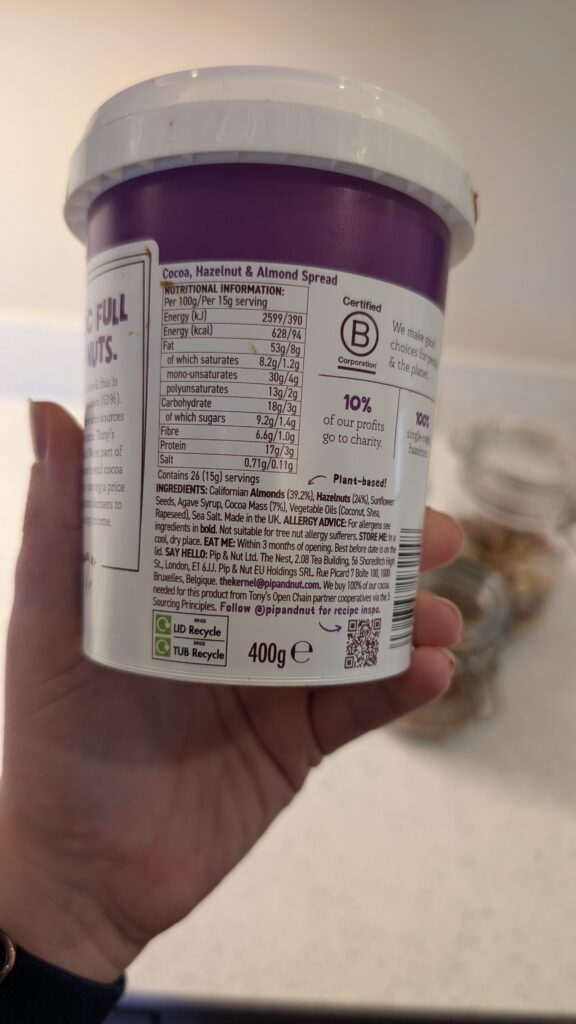 C FULL
NUTS.
& this is
(63%).
sources
Tony's
part of
and cocoa
a price
farmers to
income.
Cocoa, Hazelnut & Almond Spread
NUTRITIONAL INFORMATION:
Per 100g/Per 15g serving
Energy (kJ) 2599/390
Energy (kcal) 628/94
Fat 53g/8g
of which saturates 8.2g/1.2g
mono-unsaturates 30g/4g
polyunsaturates 13g/2g
Carbohydrate 18g/3g
of which sugars 9.2g/1.4g
Fibre 6.6g/1.0g
Protein 17g/3g
Salt 0.71g/0.11g
Contains 26 (15g) servings
Certified
B
Corporation
We make good
choices for people
& the planet.
10%
of our profits
go to charity.
100%
hazelnuts
Plant-based!
INGREDIENTS: Californian Almonds (39.2%), Hazelnuts (24%), Sunflower
Seeds, Agave Syrup, Cocoa Mass (7%), Vegetable Oils (Coconut, Shea,
Rapeseed), Sea Salt. Made in the UK. ALLERGY ADVICE: For allergens see
ingredients in bold. Not suitable for tree nut allergy sufferers. STORE ME: In a
cool, dry place. EAT ME: Within 3 months of opening. Best before date is on the
lid. SAY HELLO: Pip & Nut Ltd, The Nest, 2.08 Tea Building, 56 Shoreditch High
St, London, E1 6JJ. Pip & Nut EU Holdings SRL, Rue Picard 7 Boîte 100, 1000
Bruxelles, Belgique. thekernel@pipandnut.com. We buy 100% of our cocoa
needed for this product from Tony's Open Chain partner cooperatives via the 5
Sourcing Principles. Follow @pipandnut for recipe inspo.
RINSE
LID Recycle
RINSE
TUB Recycle
400g e